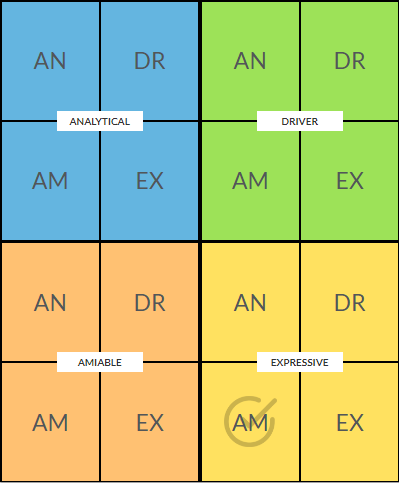 AN DR AN DR
ANALYTICAL DRIVER
AM EX AM EX
AN DR AN DR
AMIABLE EXPRESSIVE
AM EX AM EX